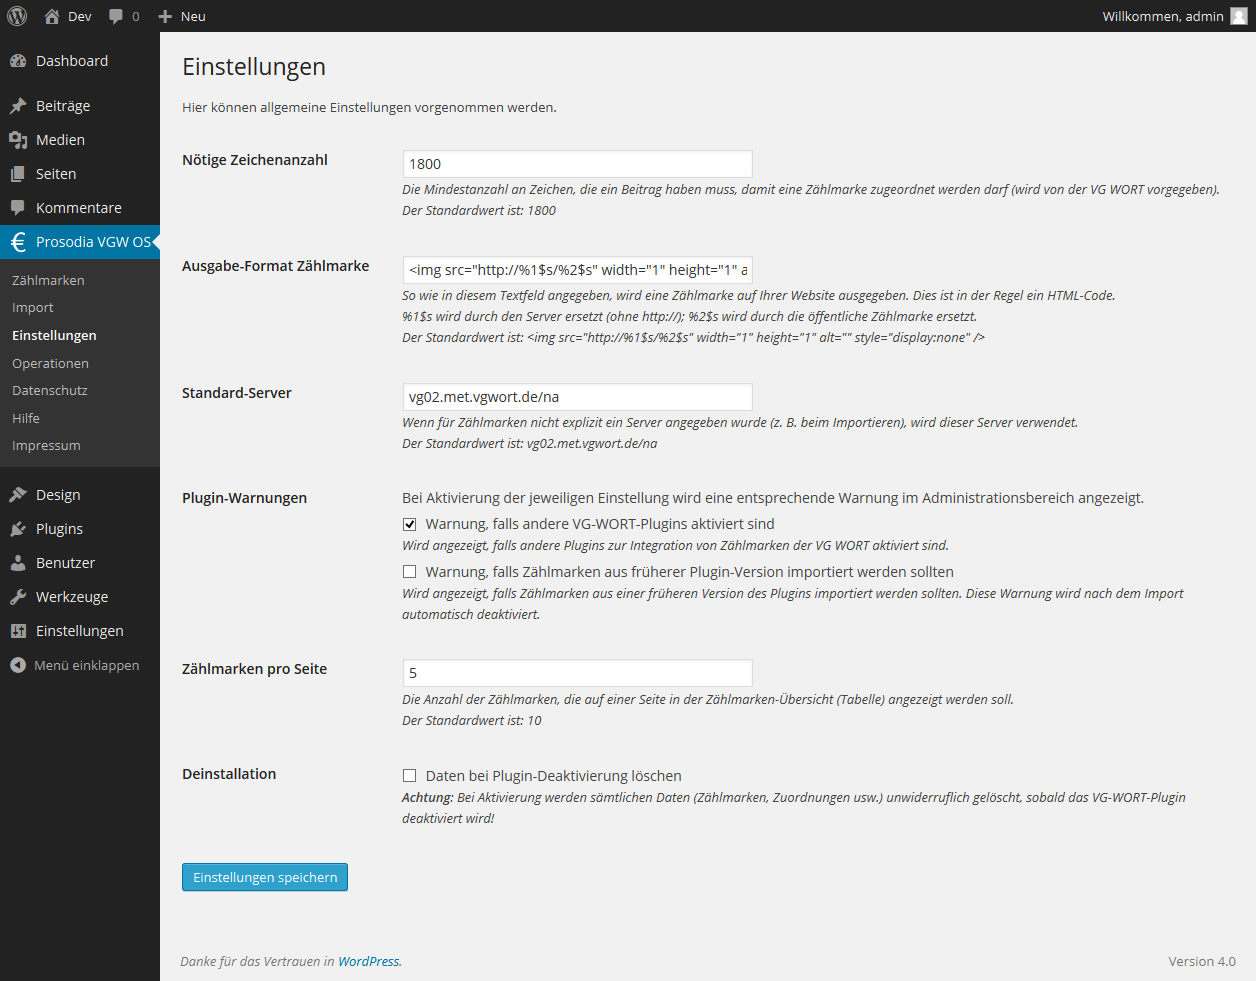 Dev 0 Neu Willkommen, admin
Dashboard
Beiträge
Medien
Seiten
Kommentare
€ Prosodia VGW OS
Zählmarken
Import
Einstellungen
Operationen
Datenschutz
Hilfe
Impressum
Design
Plugins
Benutzer
Werkzeuge
Einstellungen
Menü einklappen
Einstellungen
Hier können allgemeine Einstellungen vorgenommen werden.
Nötige Zeichenanzahl
1800
Die Mindestanzahl an Zeichen, die ein Beitrag haben muss, damit eine Zählmarke zugeordnet werden darf (wird von der VG WORT vorgegeben).
Der Standardwert ist: 1800
Ausgabe-Format Zählmarke
<img src="http://%1$s/%2$s" width="1" height="1" a
So wie in diesem Textfeld angegeben, wird eine Zählmarke auf Ihrer Website ausgegeben. Dies ist in der Regel ein HTML-Code.
%1$s wird durch den Server ersetzt (ohne http://); %2$s wird durch die öffentliche Zählmarke ersetzt.
Der Standardwert ist: <img src="http://%1$s/%2$s" width="1" height="1" alt="" style="display:none" />
Standard-Server
vg02.met.vgwort.de/na
Wenn für Zählmarken nicht explizit ein Server angegeben wurde (z. B. beim Importieren), wird dieser Server verwendet.
Der Standardwert ist: vg02.met.vgwort.de/na
Plugin-Warnungen
Bei Aktivierung der jeweiligen Einstellung wird eine entsprechende Warnung im Administrationsbereich angezeigt.
Warnung, falls andere VG-WORT-Plugins aktiviert sind
Wird angezeigt, falls andere Plugins zur Integration von Zählmarken der VG WORT aktiviert sind.
Warnung, falls Zählmarken aus früherer Plugin-Version importiert werden sollten
Wird angezeigt, falls Zählmarken aus einer früheren Version des Plugins importiert werden sollten. Diese Warnung wird nach dem Import
automatisch deaktiviert.
Zählmarken pro Seite
5
Die Anzahl der Zählmarken, die auf einer Seite in der Zählmarken-Übersicht (Tabelle) angezeigt werden soll.
Der Standardwert ist: 10
Deinstallation
Daten bei Plugin-Deaktivierung löschen
Achtung: Bei Aktivierung werden sämtlichen Daten (Zählmarken, Zuordnungen usw.) unwiderruflich gelöscht, sobald das VG-WORT-Plugin
deaktiviert wird!
Einstellungen speichern
Danke für das Vertrauen in WordPress.
Version 4.0